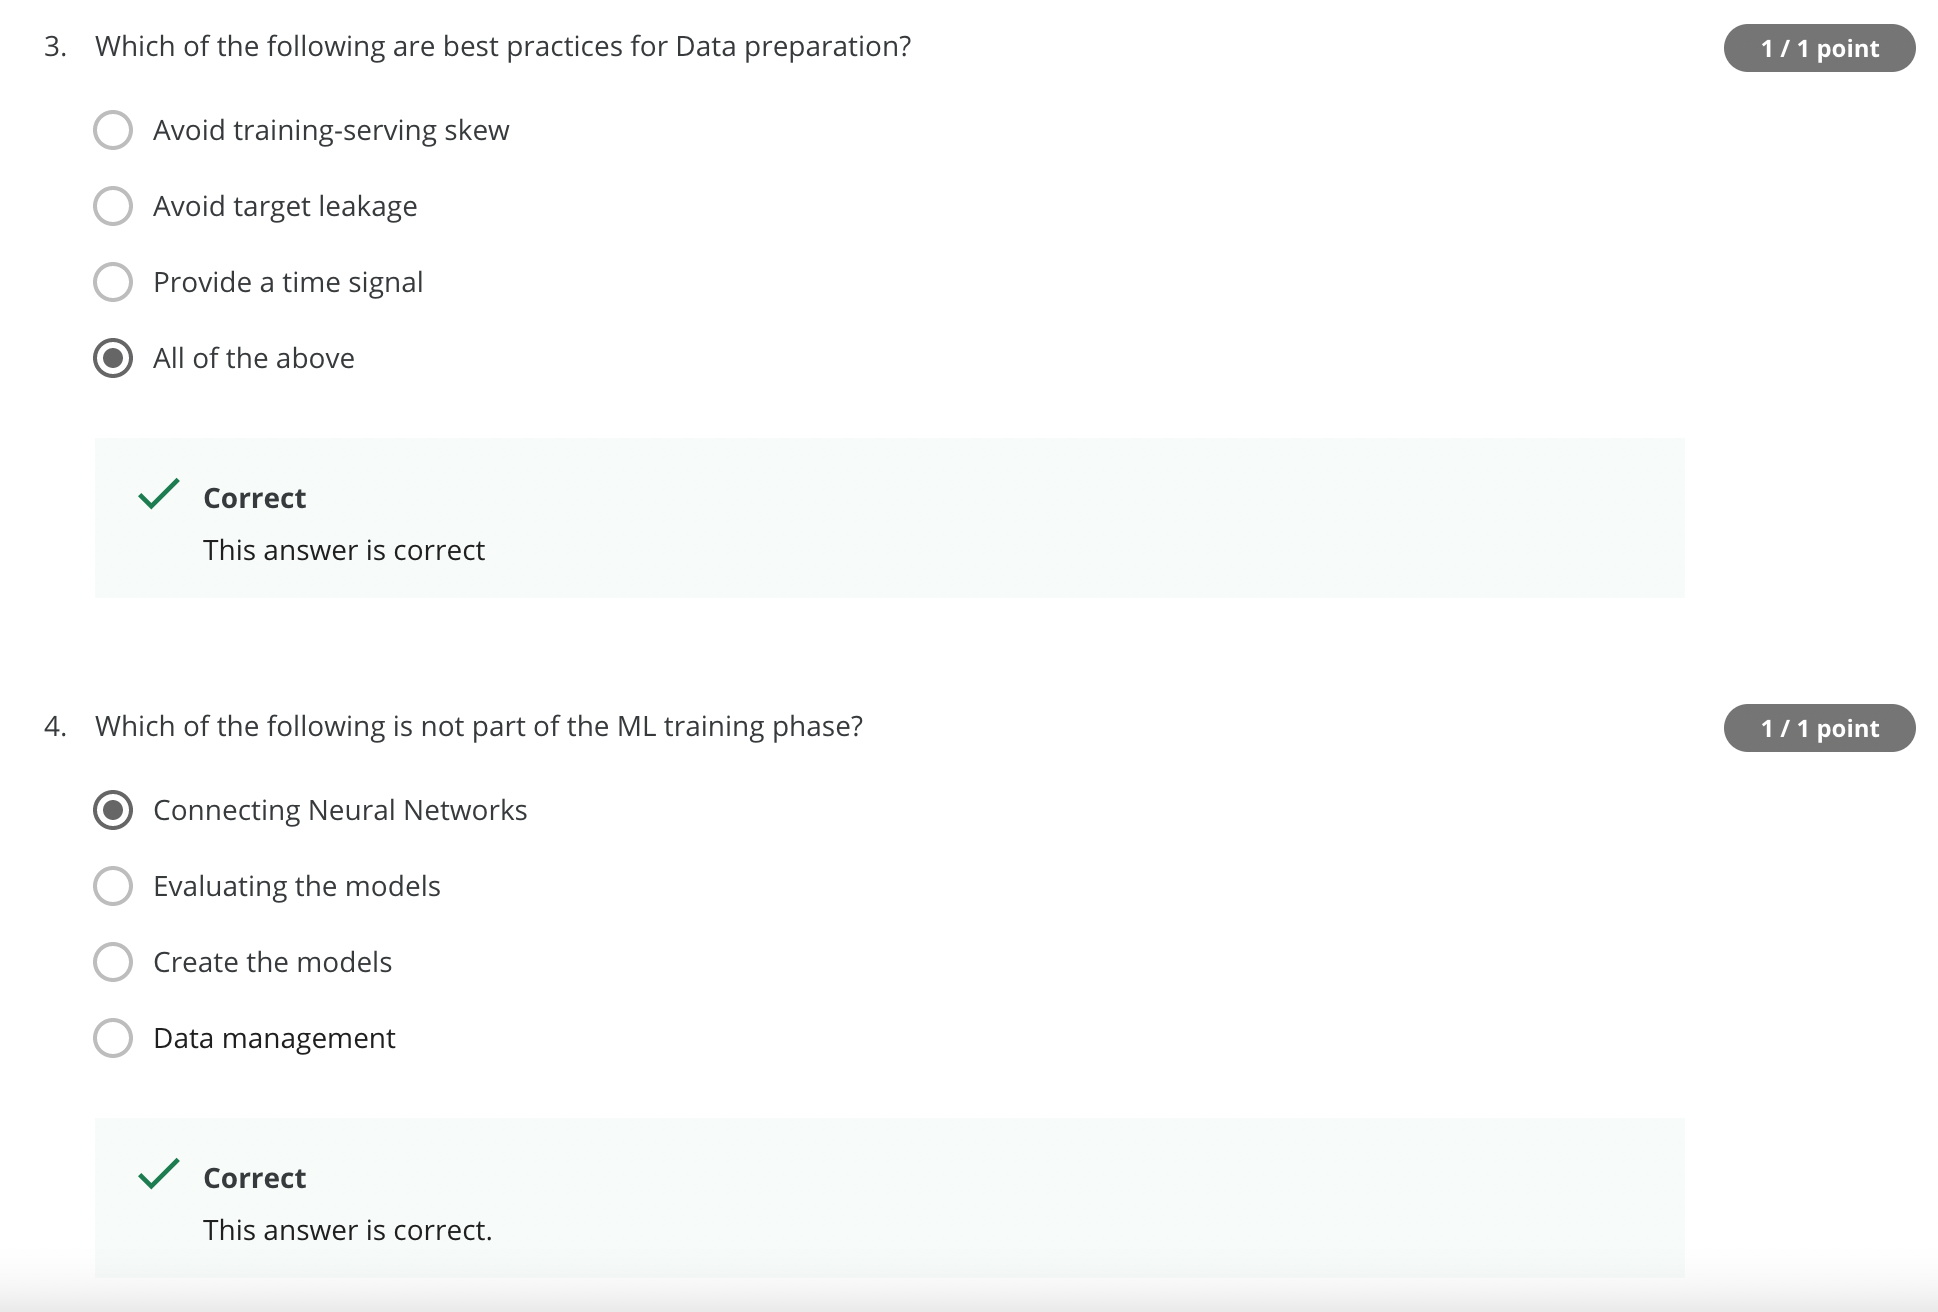 3. Which of the following are best practices for Data preparation?
1 / 1 point
Avoid training-serving skew
Avoid target leakage
Provide a time signal
All of the above
Correct
This answer is correct
4. Which of the following is not part of the ML training phase?
1 / 1 point
Connecting Neural Networks
Evaluating the models
Create the models
Data management
Correct
This answer is correct.